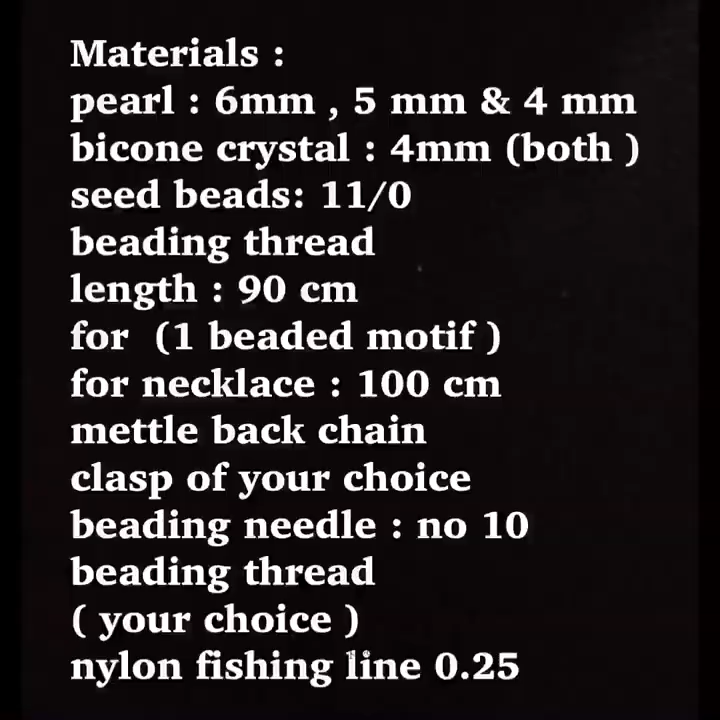 Materials :
pearl : 6mm , 5 mm & 4 mm
bicone crystal : 4mm (both )
seed beads: 11/0
beading thread
length : 90 cm
for (1 beaded motif )
for necklace : 100 cm
mettle back chain
clasp of your choice
beading needle : no 10
beading thread
( your choice )
nylon fishing line 0.25